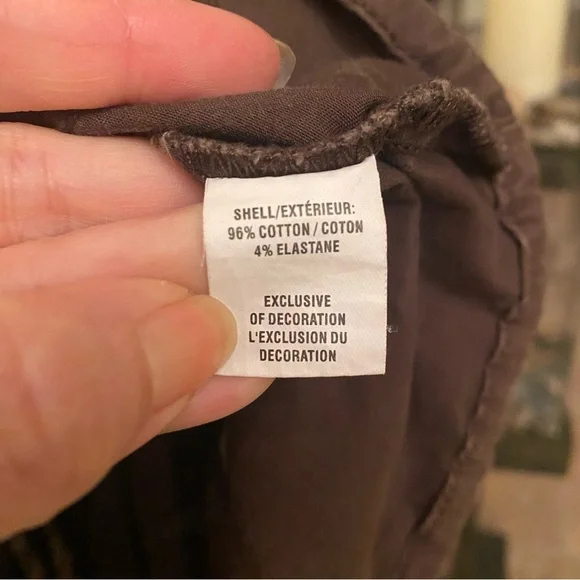 SHELL/EXTÉRIEUR:
96% COTTON / COTON
4% ELASTANE
EXCLUSIVE
OF DECORATION
L'EXCLUSION DU
DECORATION